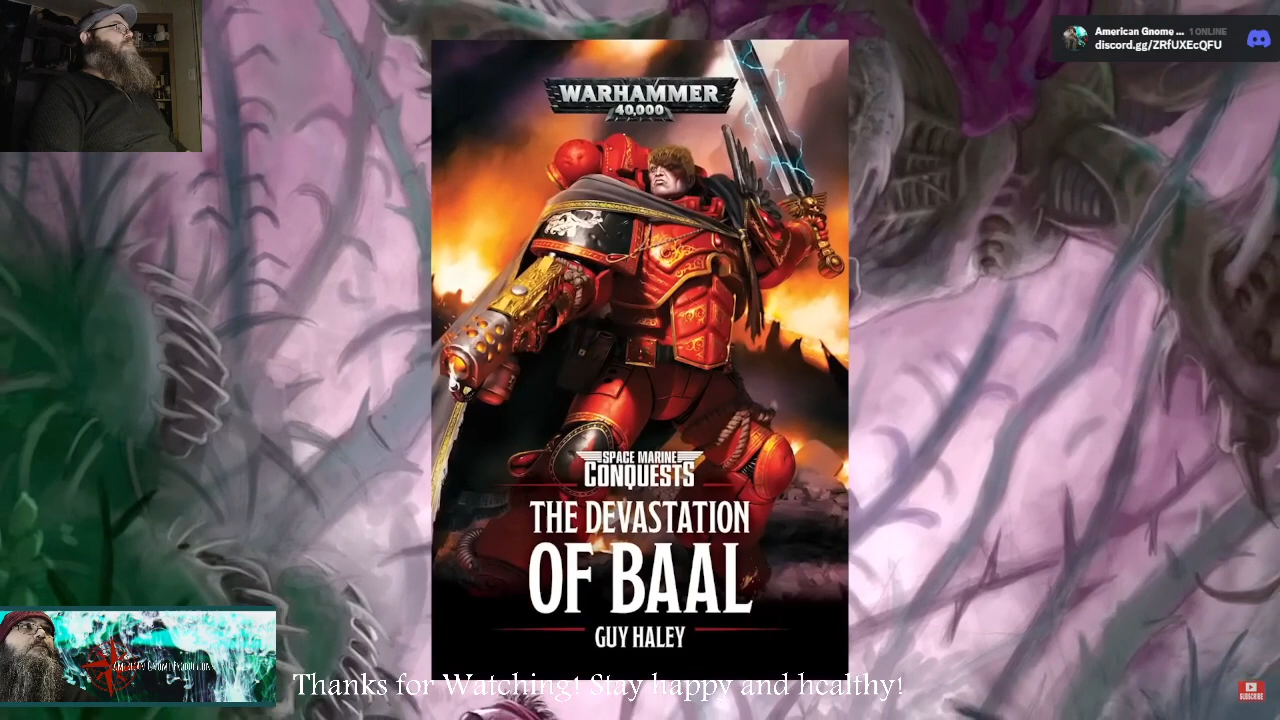 American Gnome ... 1 ONLINE
discord.gg/ZRfUXEcQFU
WARHAMMER
40,000
SPACE MARINE
CONQUESTS
THE DEVASTATION
OF BAAL
GUY HALEY
Thanks for Watching! Stay happy and healthy!
SUBSCRIBE